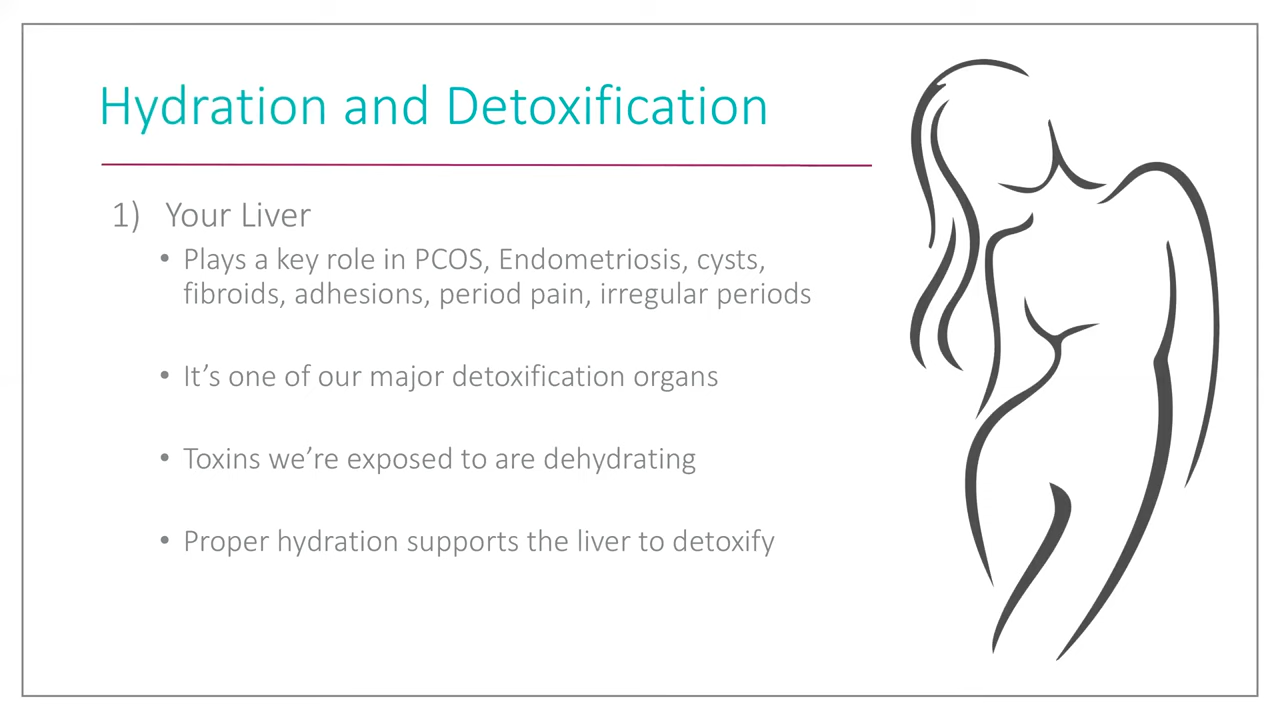 Hydration and Detoxification
1) Your Liver
• Plays a key role in PCOS, Endometriosis, cysts,
fibroids, adhesions, period pain, irregular periods
• It’s one of our major detoxification organs
• Toxins we’re exposed to are dehydrating
• Proper hydration supports the liver to detoxify